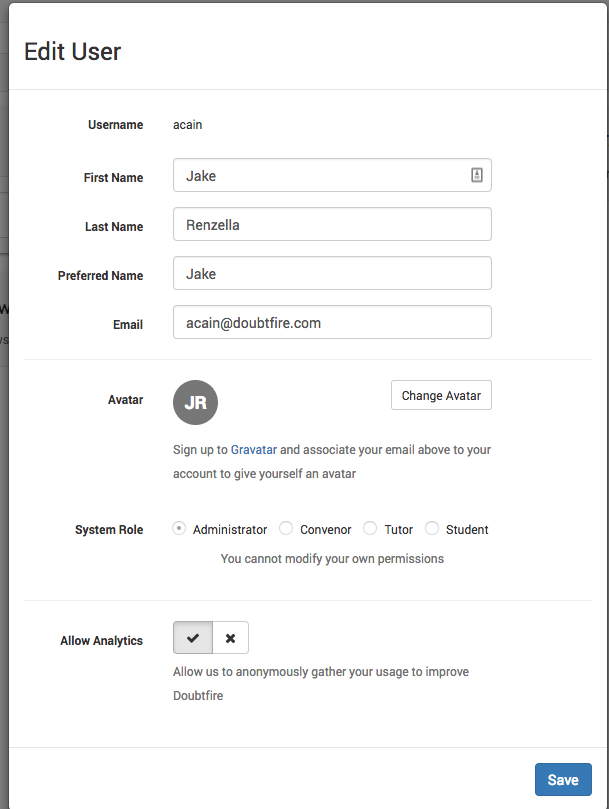 Edit User
Username acain
First Name Jake
Last Name Renzella
Preferred Name Jake
Email acain@doubtfire.com
Avatar JR Change Avatar
Sign up to Gravatar and associate your email above to your
account to give yourself an avatar
System Role Administrator Convenor Tutor Student
You cannot modify your own permissions
Allow Analytics
Allow us to anonymously gather your usage to improve
Doubtfire
Save